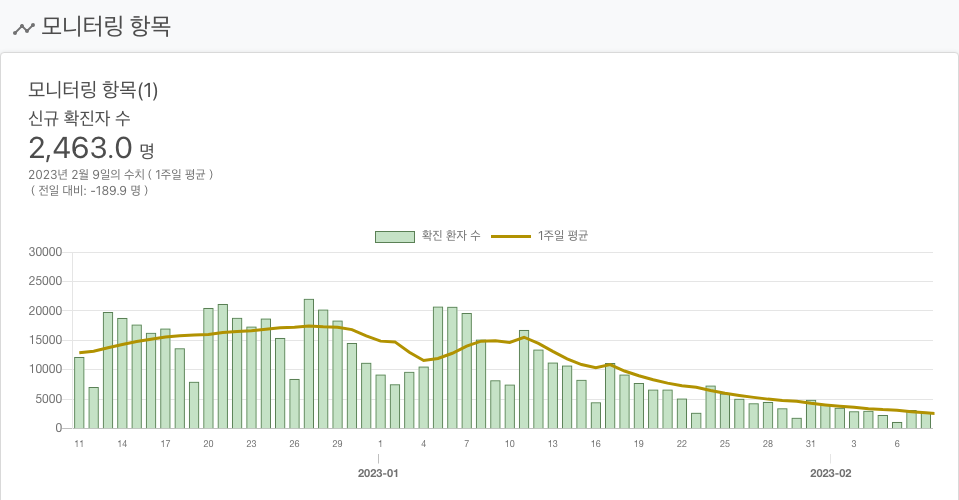 모니터링 항목
모니터링 항목(1)
신규 확진자 수
2,463.0 명
2023년 2월 9일의 수치 ( 1주일 평균 )
( 전일 대비: -189.9 명 )
확진 환자 수 1주일 평균
30000
25000
20000
15000
10000
5000
0
11 14 17 20 23 26 29 1 4 7 10 13 16 19 22 25 28 31 3 6
2023-01 2023-02